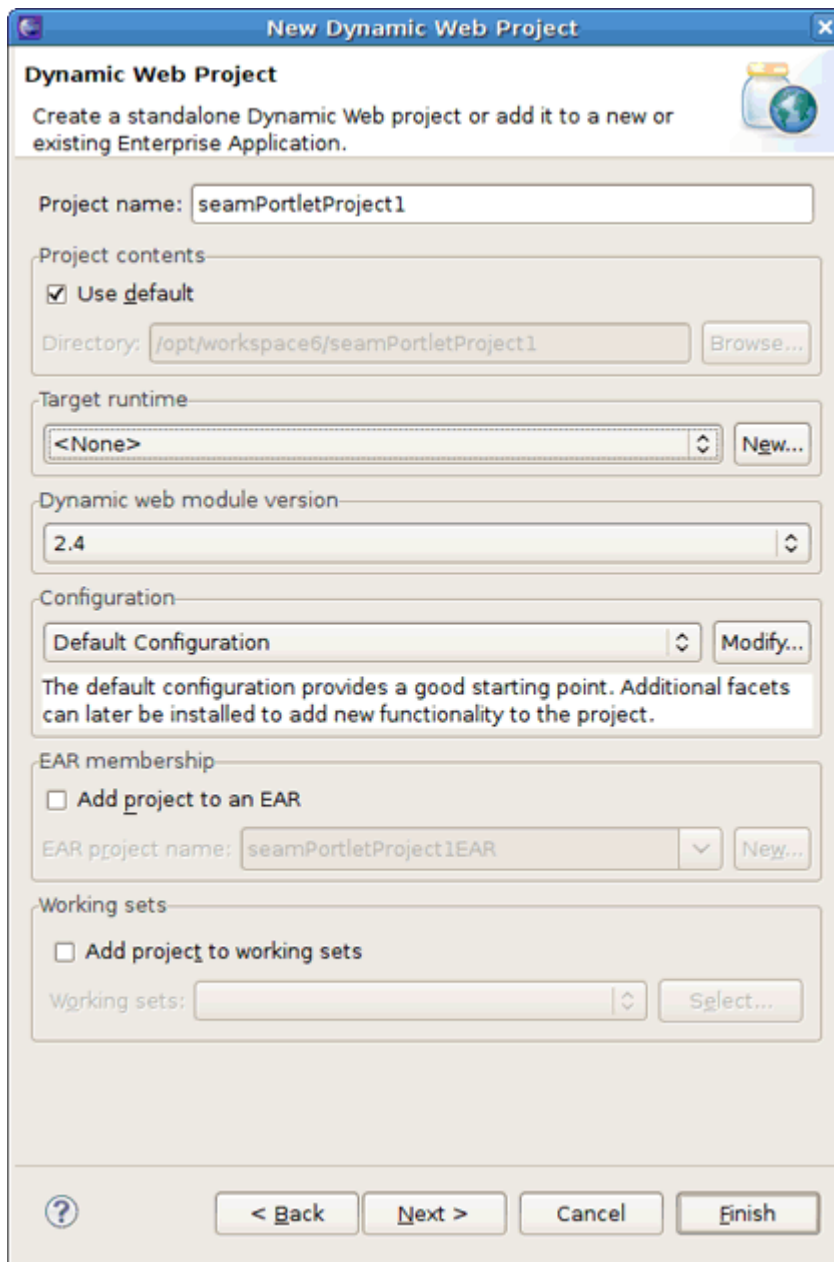 New Dynamic Web Project
Dynamic Web Project
Create a standalone Dynamic Web project or add it to a new or
existing Enterprise Application.
Project name: seamPortletProject1
Project contents
Use default
Directory: /opt/workspace6/seamPortletProject1 Browse...
Target runtime
<None> New...
Dynamic web module version
2.4
Configuration
Default Configuration Modify...
The default configuration provides a good starting point. Additional facets
can later be installed to add new functionality to the project.
EAR membership
Add project to an EAR
EAR project name: seamPortletProject1EAR New...
Working sets
Add project to working sets
Working sets: Select...
? < Back Next > Cancel Finish